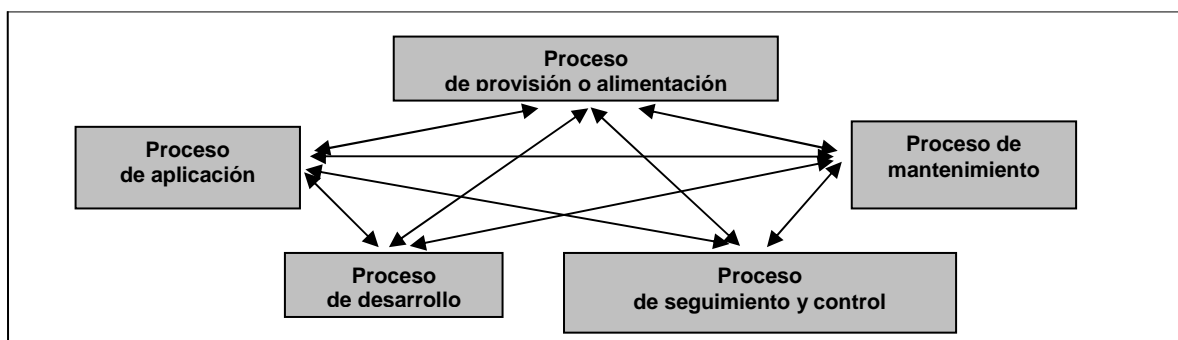 Proceso
de provisión o alimentación
Proceso
de aplicación
Proceso de
mantenimiento
Proceso
de desarrollo
Proceso
de seguimiento y control